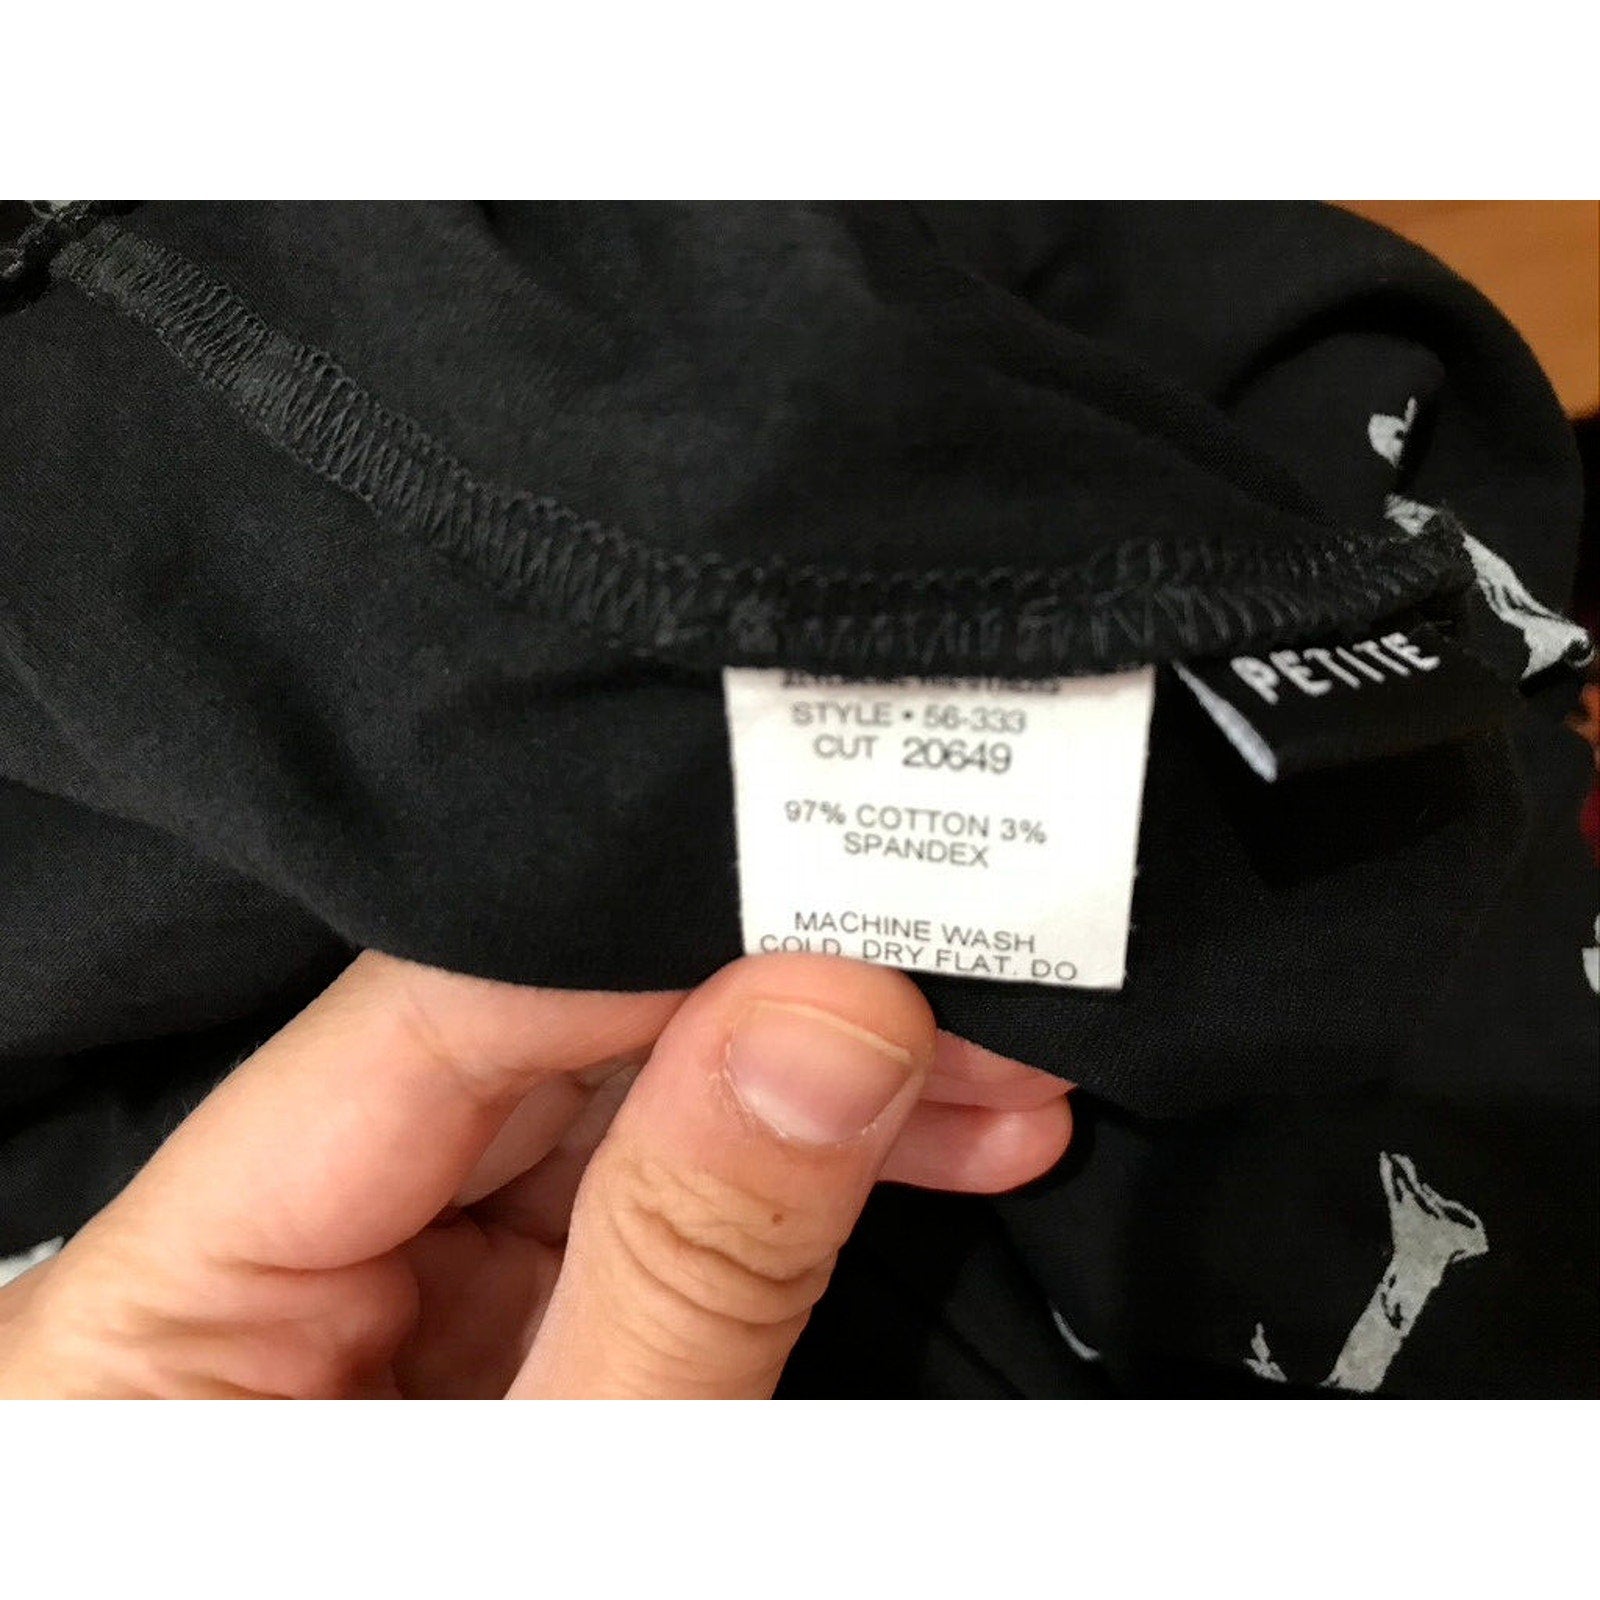 STYLE • 56-333
CUT 20649
97% COTTON 3%
SPANDEX
MACHINE WASH
COLD. DRY FLAT. DO
PETITE